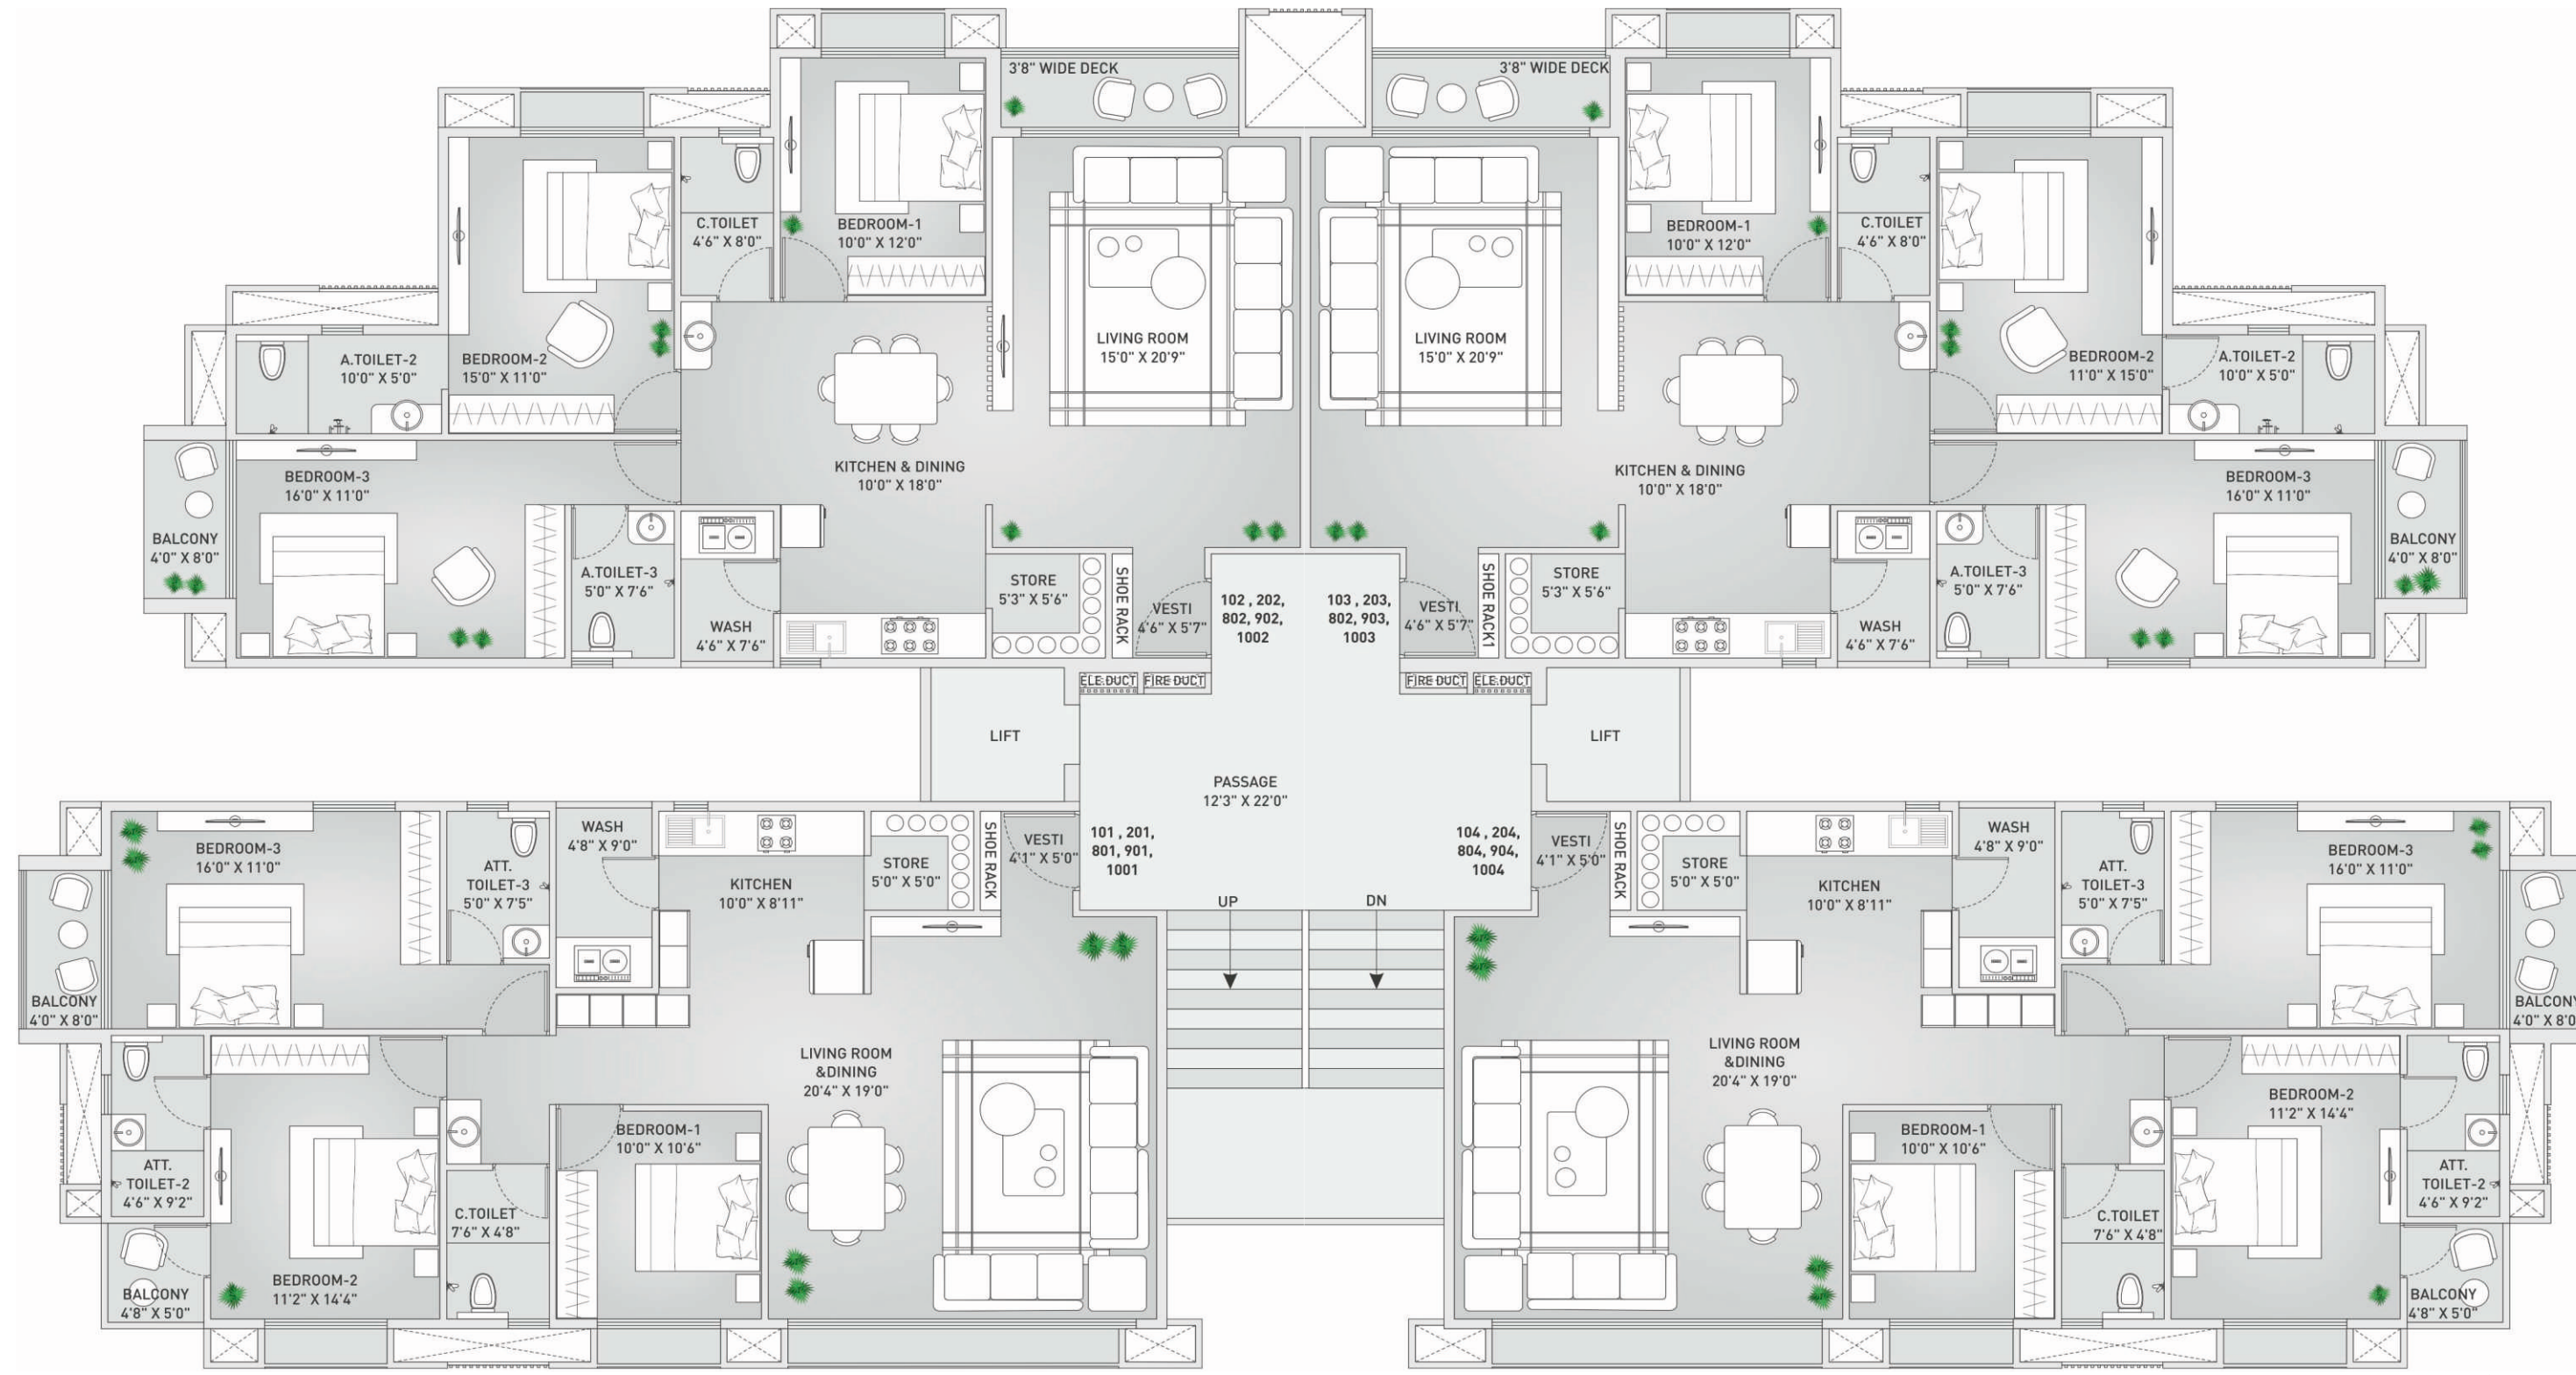 3'8" WIDE DECK
3'8" WIDE DECK
C.TOILET
4'6" X 8'0"
BEDROOM-1
10'0" X 12'0"
BEDROOM-1
10'0" X 12'0"
C.TOILET
4'6" X 8'0"
A.TOILET-2
10'0" X 5'0"
BEDROOM-2
15'0" X 11'0"
LIVING ROOM
15'0" X 20'9"
LIVING ROOM
15'0" X 20'9"
BEDROOM-2
11'0" X 15'0"
A.TOILET-2
10'0" X 5'0"
BEDROOM-3
16'0" X 11'0"
KITCHEN & DINING
10'0" X 18'0"
KITCHEN & DINING
10'0" X 18'0"
BEDROOM-3
16'0" X 11'0"
BALCONY
4'0" X 8'0"
A.TOILET-3
5'0" X 7'6"
WASH
4'6" X 7'6"
STORE
5'3" X 5'6"
SHOE RACK
VESTI
4'6" X 5'7"
102 , 202,
802, 902,
1002
103 , 203,
802, 903,
1003
VESTI
4'6" X 5'7"
SHOE RACK1
STORE
5'3" X 5'6"
WASH
4'6" X 7'6"
A.TOILET-3
5'0" X 7'6"
BALCONY
4'0" X 8'0"
ELE.DUCT
FIRE DUCT
FIRE DUCT
ELE.DUCT
LIFT
LIFT
PASSAGE
12'3" X 22'0"
BEDROOM-3
16'0" X 11'0"
ATT.
TOILET-3
5'0" X 7'5"
WASH
4'8" X 9'0"
KITCHEN
10'0" X 8'11"
STORE
5'0" X 5'0"
SHOE RACK
VESTI
4'1" X 5'0"
101 , 201,
801, 901,
1001
104 , 204,
804, 904,
1004
VESTI
4'1" X 5'0"
SHOE RACK
STORE
5'0" X 5'0"
KITCHEN
10'0" X 8'11"
WASH
4'8" X 9'0"
ATT.
TOILET-3
5'0" X 7'5"
BEDROOM-3
16'0" X 11'0"
UP
DN
BALCONY
4'0" X 8'0"
BALCONY
4'0" X 8'0
LIVING ROOM
&DINING
20'4" X 19'0"
LIVING ROOM
&DINING
20'4" X 19'0"
BEDROOM-1
10'0" X 10'6"
BEDROOM-1
10'0" X 10'6"
BEDROOM-2
11'2" X 14'4"
ATT.
TOILET-2
4'6" X 9'2"
C.TOILET
7'6" X 4'8"
C.TOILET
7'6" X 4'8"
ATT.
TOILET-2
4'6" X 9'2"
BALCONY
4'8" X 5'0"
BEDROOM-2
11'2" X 14'4"
BALCONY
4'8" X 5'0"